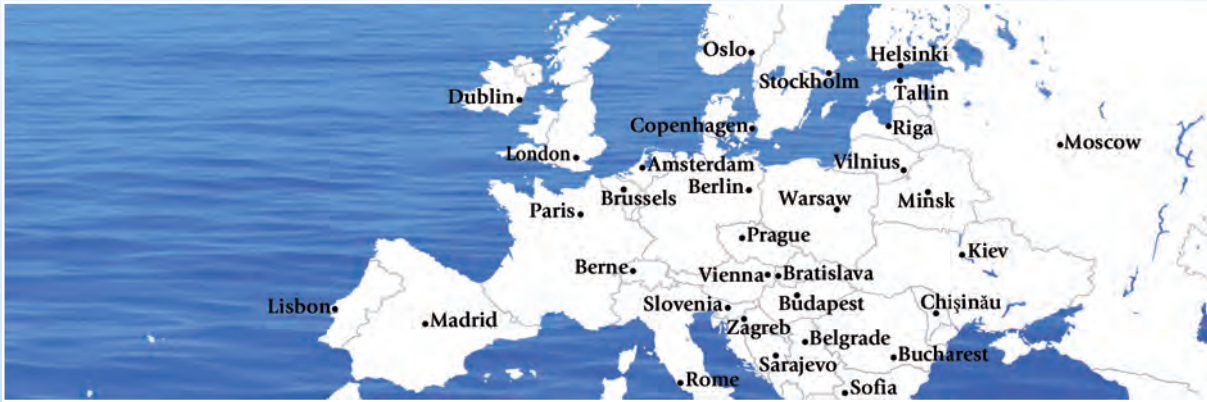 Oslo
Helsinki
Stockholm
Tallin
Dublin
Copenhagen
Riga
Moscow
London
Amsterdam
Vilnius
Brussels
Berlin
Warsaw
Minsk
Paris
Prague
Kiev
Berne
Vienna
Bratislava
Slovenia
Budapest
Chişinău
Lisbon
Madrid
Zagreb
Belgrade
Sarajevo
Bucharest
Rome
Sofia